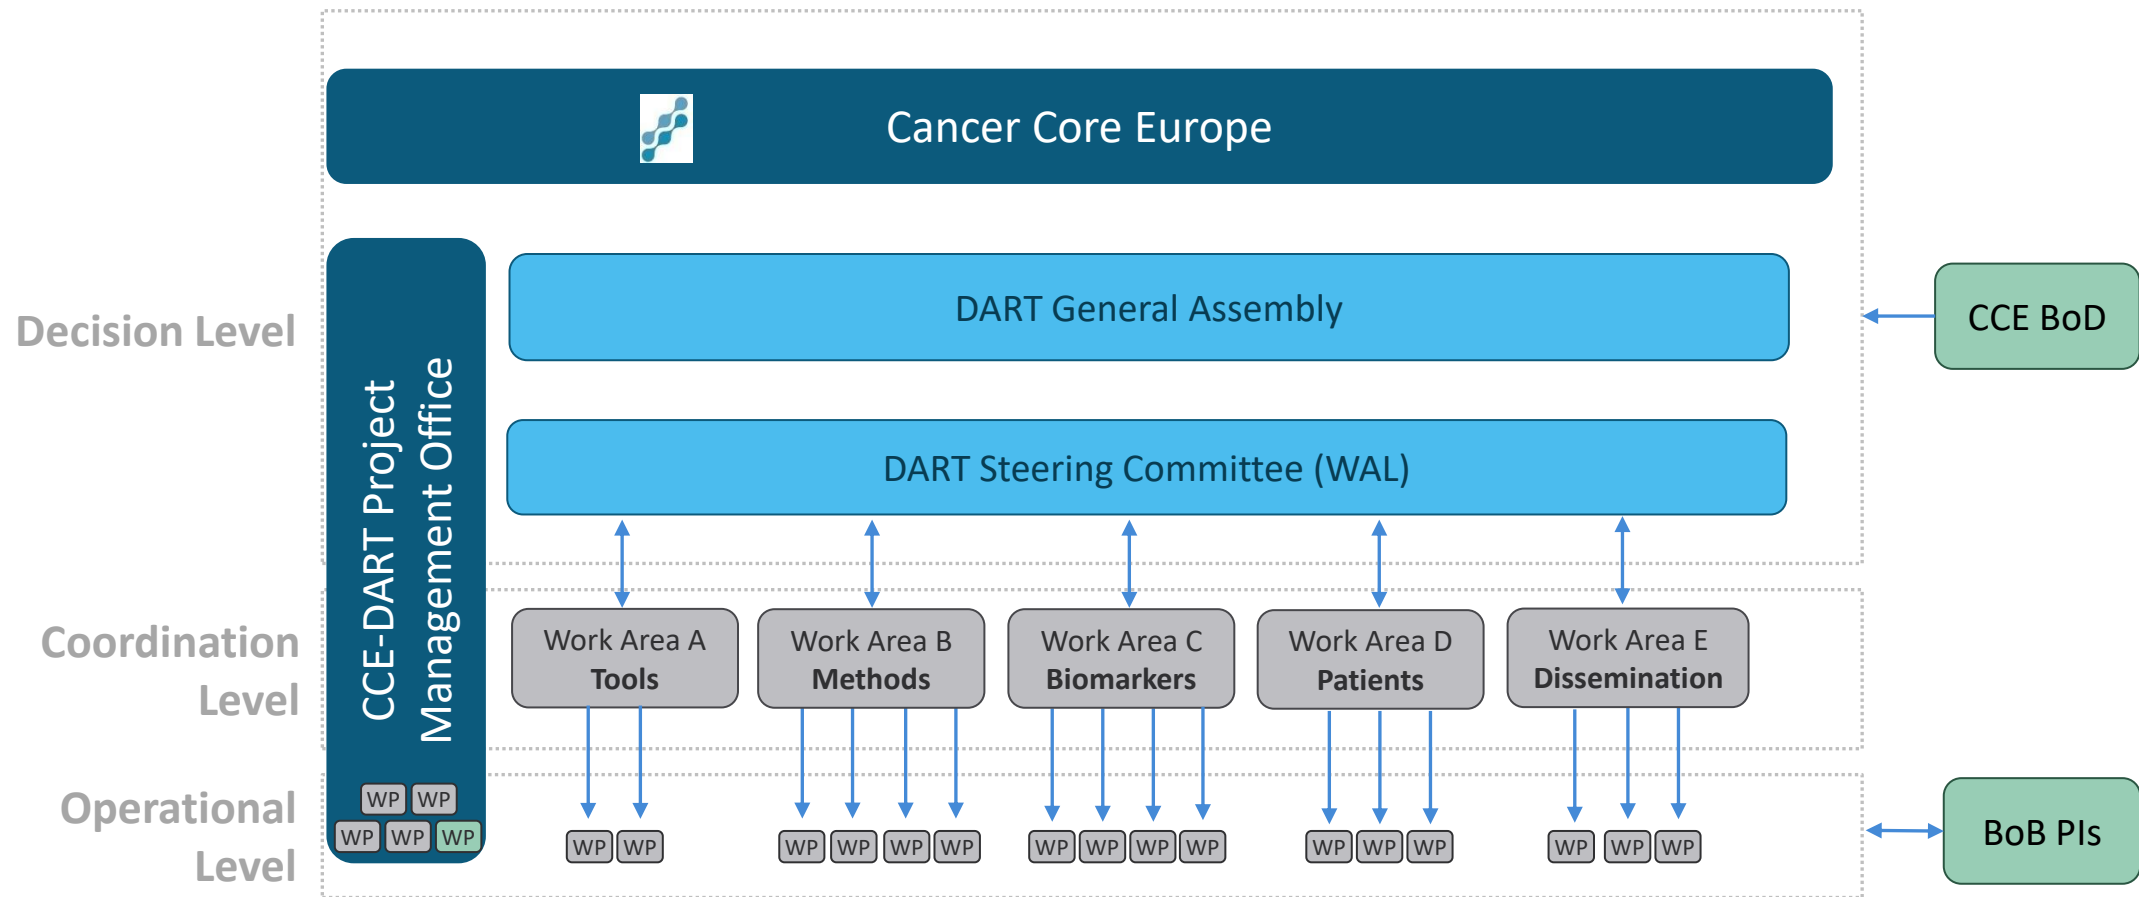 Cancer Core Europe
Decision Level
CCE-DART Project
Management Office
DART General Assembly
CCE BoD
DART Steering Committee (WAL)
Coordination
Level
Work Area A
Tools
Work Area B
Methods
Work Area C
Biomarkers
Work Area D
Patients
Work Area E
Dissemination
Operational
Level
WP WP
WP WP WP
WP WP
WP WP WP WP
WP WP WP WP
WP WP WP
WP WP WP
BoB PIs